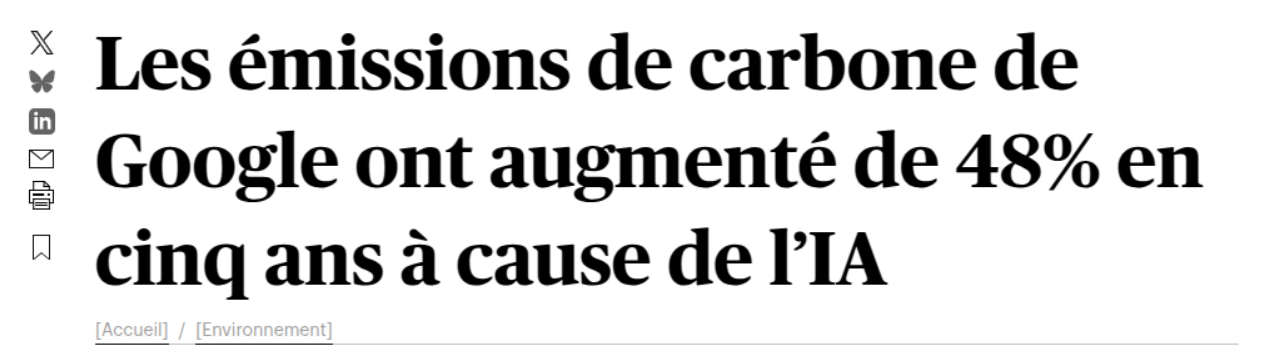 Les émissions de carbone de
Google ont augmenté de 48% en
cinq ans à cause de l’IA
[Accueil] / [Environnement]